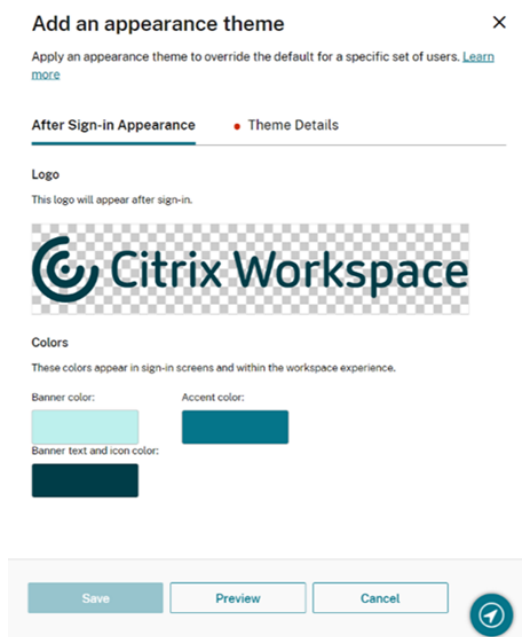 Add an appearance theme
Apply an appearance theme to override the default for a specific set of users. Learn
more
After Sign-in Appearance
Theme Details
Logo
This logo will appear after sign-in.
Citrix Workspace
Colors
These colors appear in sign-in screens and within the workspace experience.
Banner color:
Accent color:
Banner text and icon color:
Save
Preview
Cancel